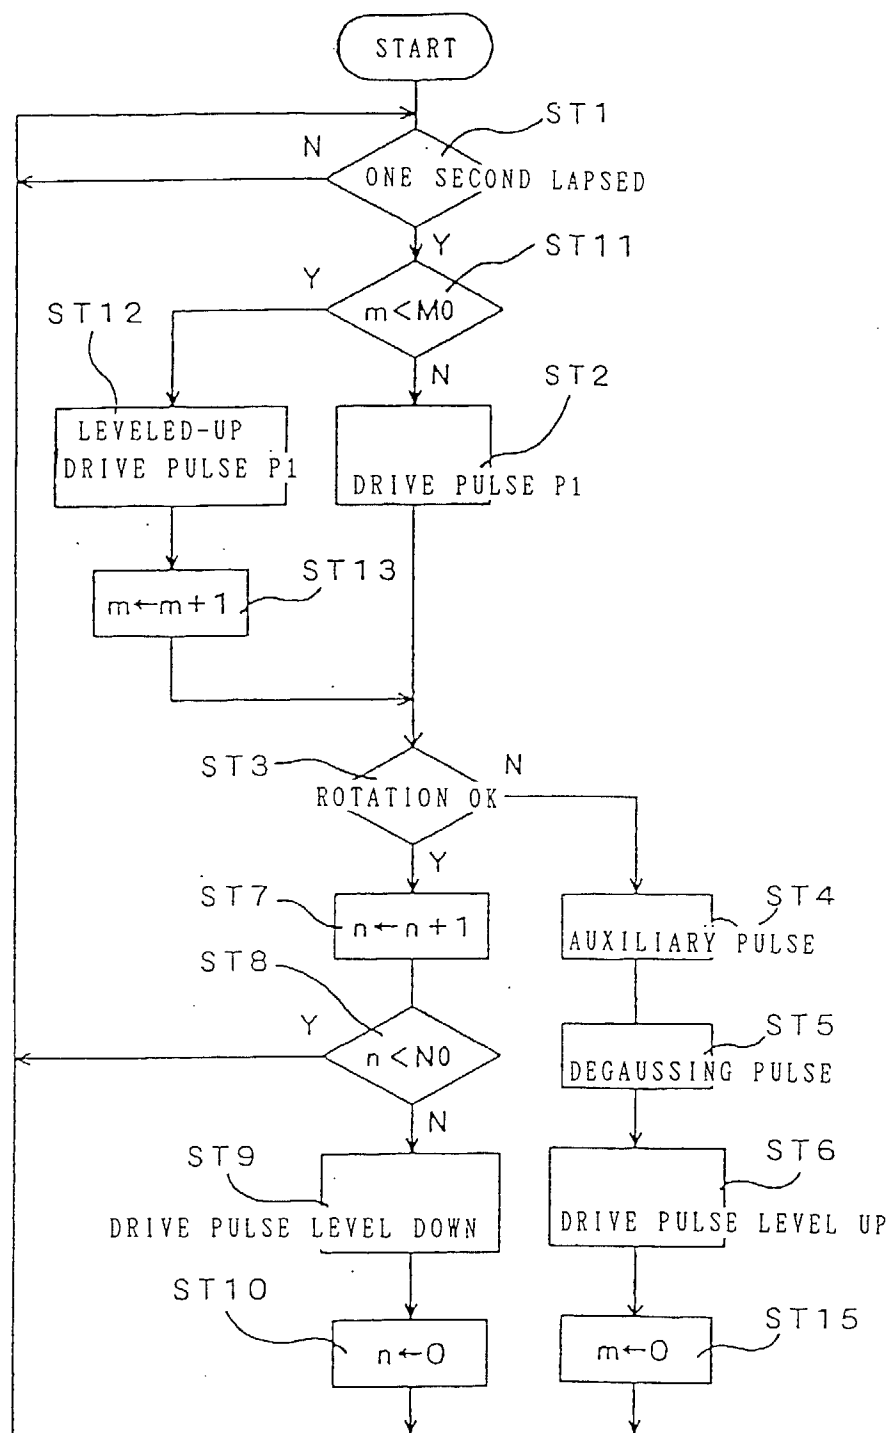 START
ST1
N
ONE SECOND LAPSED
Y
ST11
Y
m<M0
ST12
N
ST2
LEVELED-UP
DRIVE PULSE P1
DRIVE PULSE P1
ST13
m←m+1
ST3
N
ROTATION OK
Y
ST7
n←n+1
ST4
AUXILIARY PULSE
ST8
Y
n<N0
ST5
DEGAUSSING PULSE
N
ST9
DRIVE PULSE LEVEL DOWN
ST6
DRIVE PULSE LEVEL UP
ST10
n←0
ST15
m←0